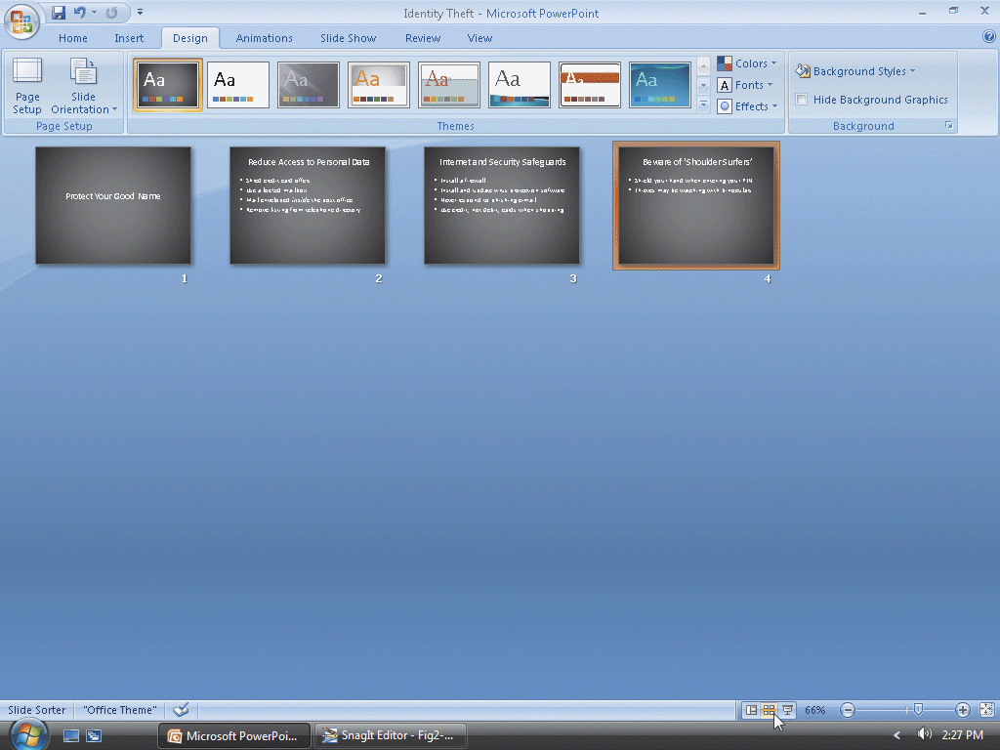 Identity Theft - Microsoft PowerPoint
Home Insert Design Animations Slide Show Review View
Page Setup
Slide Orientation
Aa Aa Aa Aa Aa Aa Aa Aa
Colors
Fonts
Effects
Background Styles
Hide Background Graphics
Page Setup Themes Background
Protect Your Good Name
1
Reduce Access to Personal Data
• Shred credit card offers
• Use a locked mailbox
• Mail envelopes inside the post office
• Remove listing from telephone directory
2
Internet and Security Safeguards
• Install a firewall
• Install and update virus protection software
• Never respond to phishing e-mail
• Use credit, not debit, cards when shopping
3
Beware of 'Shoulder Surfers'
• Shield your hand when entering your PIN
• Thieves may be watching with binoculars
4
Slide Sorter "Office Theme" 66%
Microsoft PowerPoi... SnagIt Editor - Fig2-... 2:27 PM